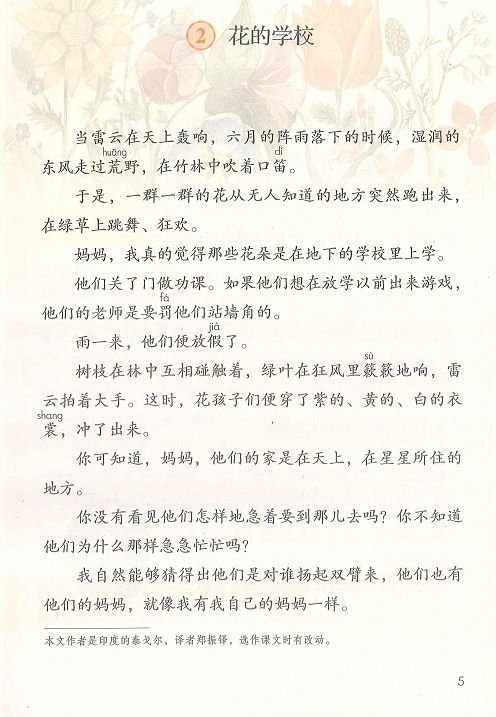 2 花的学校
当雷云在天上轰响，六月的阵雨落下的时候，湿润的
huāng dí
东风走过荒野，在竹林中吹着口笛。
于是，一群一群的花从无人知道的地方突然跑出来，
在绿草上跳舞、狂欢。
妈妈，我真的觉得那些花朵是在地下的学校里上学。
他们关了门做功课。如果他们想在放学以前出来游戏，
fá
他们的老师是要罚他们站墙角的。
jià
雨一来，他们便放假了。
sù
树枝在林中互相碰触着，绿叶在狂风里簌簌地响，雷
云拍着大手。这时，花孩子们便穿了紫的、黄的、白的衣
shang
裳，冲了出来。
你可知道，妈妈，他们的家是在天上，在星星所住的
地方。
你没有看见他们怎样地急着要到那儿去吗？你不知道
他们为什么那样急急忙忙吗？
我自然能够猜得出他们是对谁扬起双臂来，他们也有
他们的妈妈，就像我有我自己的妈妈一样。
本文作者是印度的泰戈尔，译者郑振铎，选作课文时有改动。
5